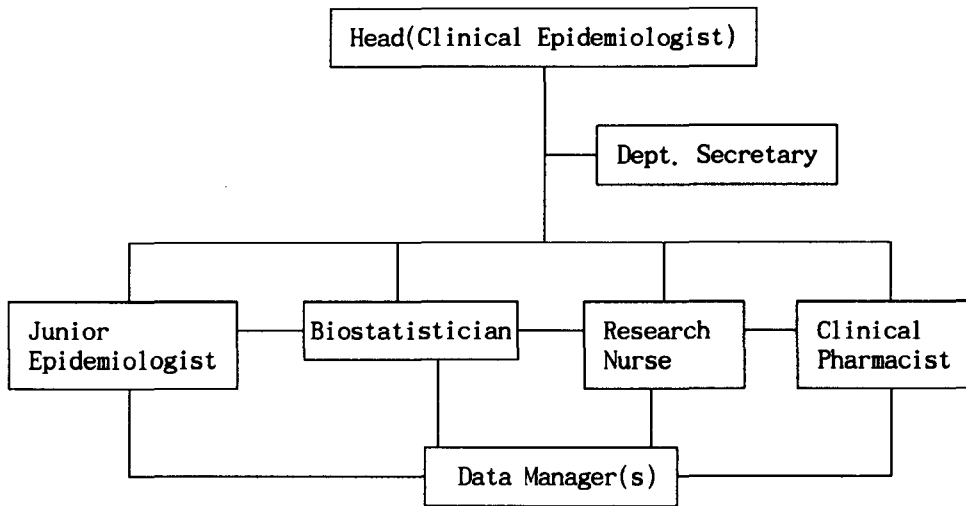 Head(Clinical Epidemiologist)
Dept. Secretary
Junior
Epidemiologist
Biostatistician
Research
Nurse
Clinical
Pharmacist
Data Manager(s)